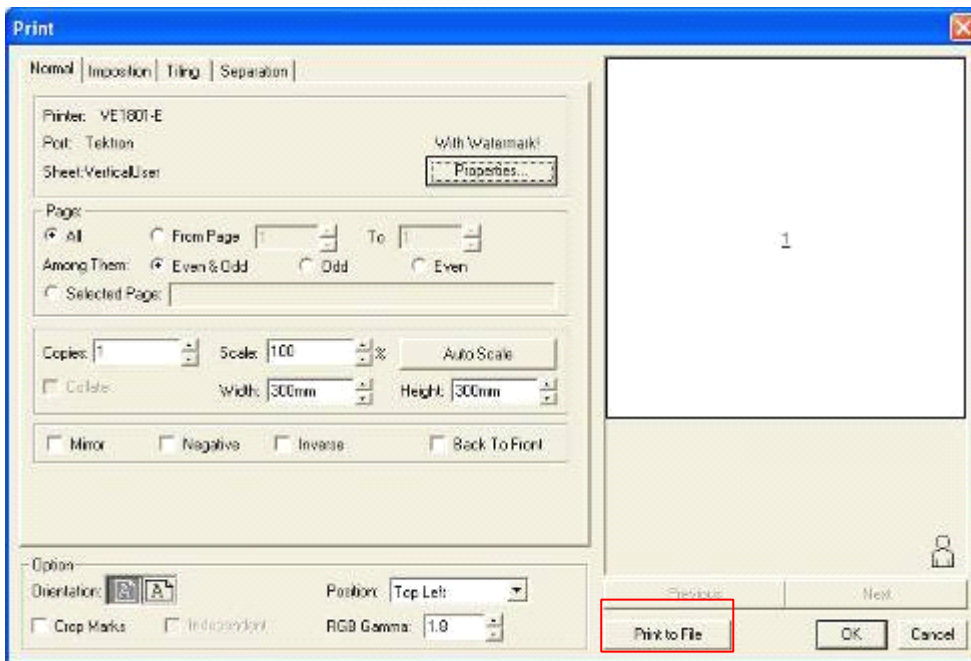 Print
Normal Imposition Tiling Separation
Printer: VE1801-E
Port: Tektron
With Watermark!
Sheet:VerticalUser
Properties...
Page:
All From Page 1 To 1
Among Them: Even & Odd Odd Even
Selected Page:
Copies: 1 Scale: 100 % Auto Scale
Collate Width: 300mm Height: 300mm
Mirror Negative Inverse Back To Front
Option
Orientation: A A Position: Top Left
Crop Marks Independent RGB Gamma: 1.8
1
Previous Next
Print to File OK Cancel